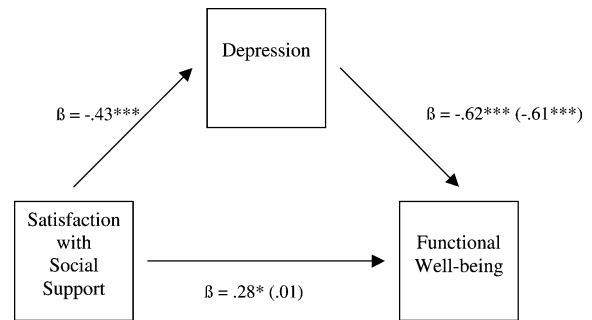 Depression
ß = -.43***
ß = -.62*** (-.61***)
Satisfaction
with
Social
Support
Functional
Well-being
ß = .28* (.01)